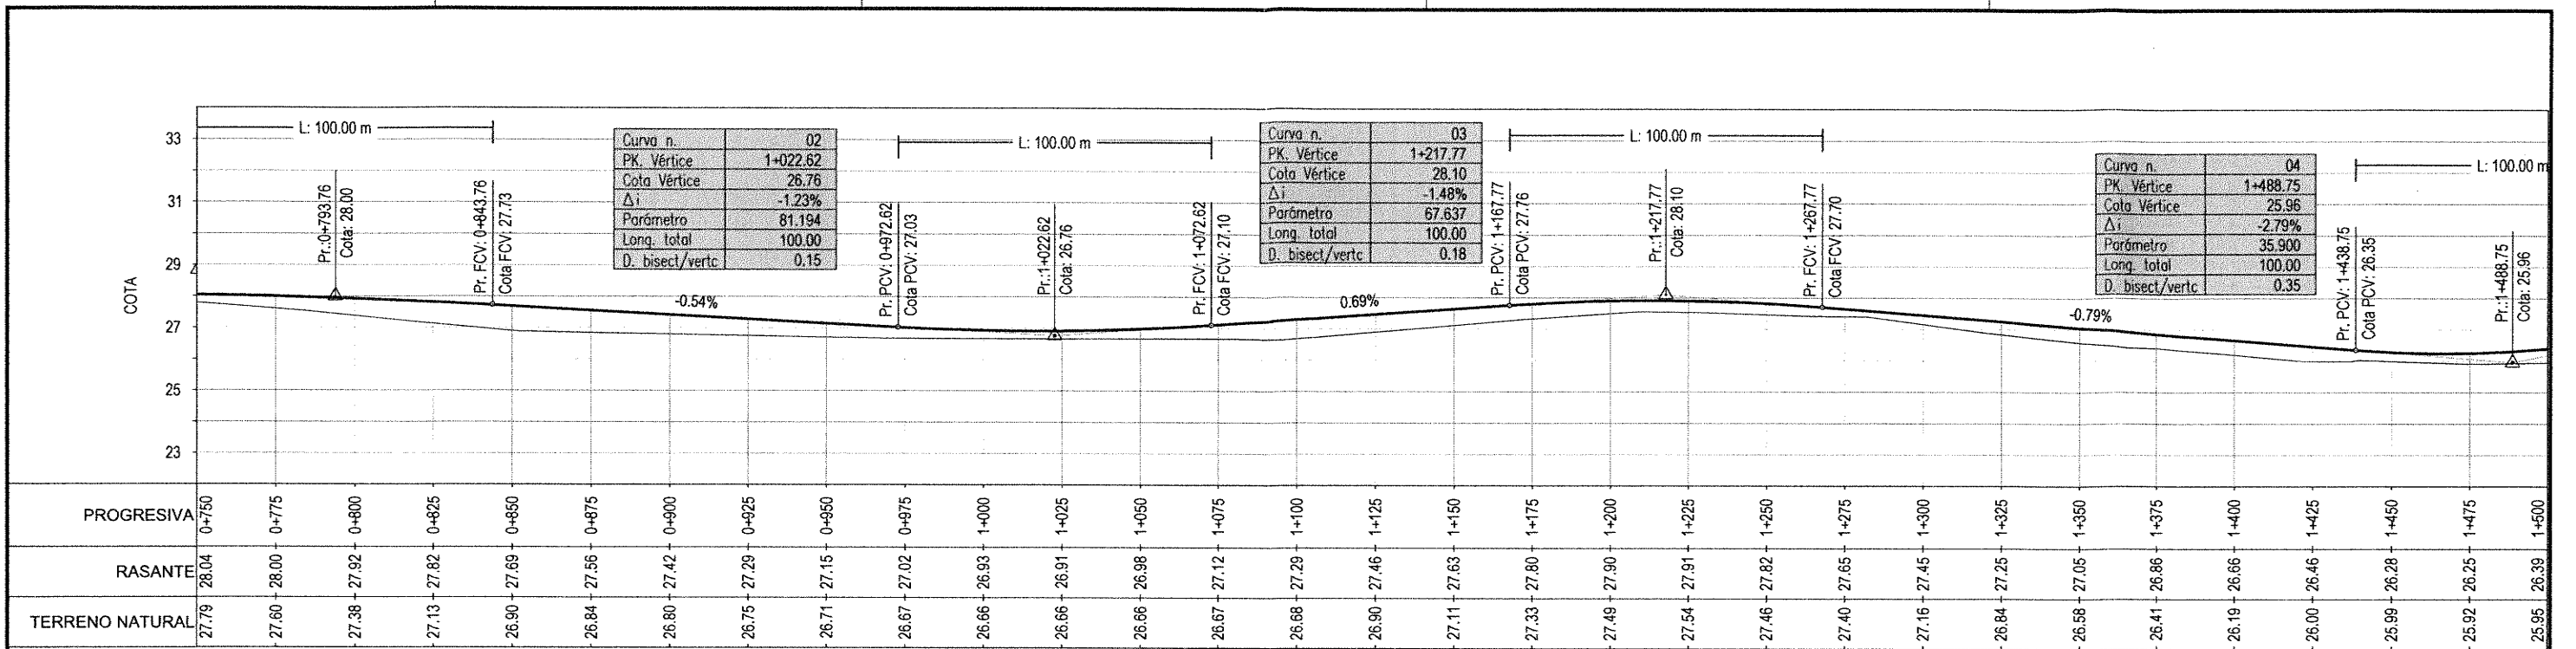 L: 100.00 m
Curva n. 02
PK. Vértice 1+022.62
Cota Vértice 26.76
Δi -1.23%
Parámetro 81.194
Long. total 100.00
D. bisect/vertc 0.15
L: 100.00 m
Curva n. 03
PK. Vértice 1+217.77
Cota Vértice 28.10
Δi -1.48%
Parámetro 67.637
Long. total 100.00
D. bisect/vertc 0.18
L: 100.00 m
Curva n. 04
PK. Vértice 1+488.75
Cota Vértice 25.96
Δi -2.79%
Parámetro 35.900
Long. total 100.00
D. bisect/vertc 0.35
L: 100.00 m
COTA
33
31
29
27
25
23
Pr.:0+793.76
Cota: 28.00
Pr. FCV: 0+843.76
Cota FCV: 27.73
-0.54%
Pr. PCV: 0+972.62
Cota PCV: 27.03
Pr.:1+022.62
Cota: 26.76
Pr. FCV: 1+072.62
Cota FCV: 27.10
0.69%
Pr. PCV: 1+167.77
Cota PCV: 27.76
Pr.:1+217.77
Cota: 28.10
Pr. FCV: 1+267.77
Cota FCV: 27.70
-0.79%
Pr. PCV: 1+438.75
Cota PCV: 26.35
Pr.:1+488.75
Cota: 25.96
PROGRESIVA 0+750 0+775 0+800 0+825 0+850 0+875 0+900 0+925 0+950 0+975 1+000 1+025 1+050 1+075 1+100 1+125 1+150 1+175 1+200 1+225 1+250 1+275 1+300 1+325 1+350 1+375 1+400 1+425 1+450 1+475 1+500
RASANTE 28.04 28.00 27.92 27.82 27.69 27.56 27.42 27.29 27.15 27.02 26.93 26.91 26.98 27.12 27.29 27.46 27.63 27.80 27.90 27.91 27.82 27.65 27.45 27.25 27.05 26.86 26.66 26.46 26.28 26.25 26.39
TERRENO NATURAL 27.79 27.60 27.38 27.13 26.90 26.84 26.80 26.75 26.71 26.67 26.66 26.66 26.66 26.67 26.68 26.90 27.11 27.33 27.49 27.54 27.46 27.40 27.16 26.84 26.58 26.41 26.19 26.00 25.99 25.92 25.95